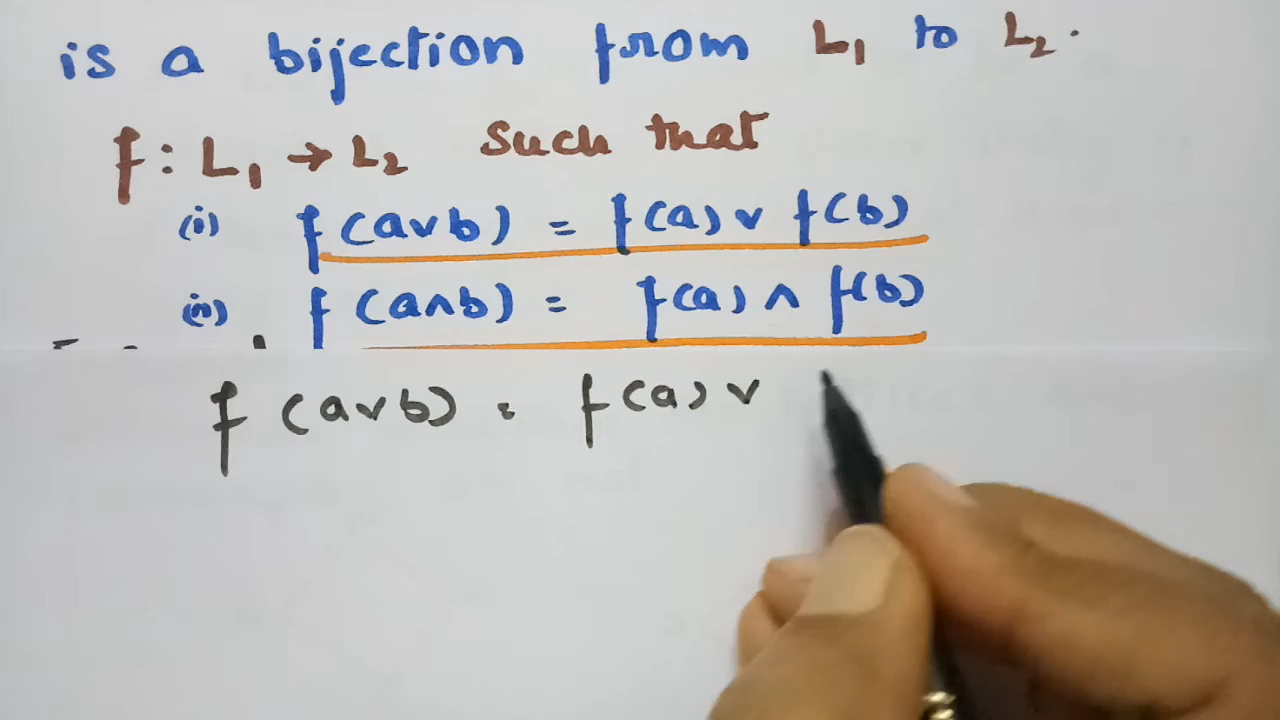 is a bijection from L₁ to L₂.
f : L₁ → L₂ such that
(i) f(a∨b) = f(a) ∨ f(b)
(ii) f(a∧b) = f(a) ∧ f(b)
f(a∨b) = f(a) ∨